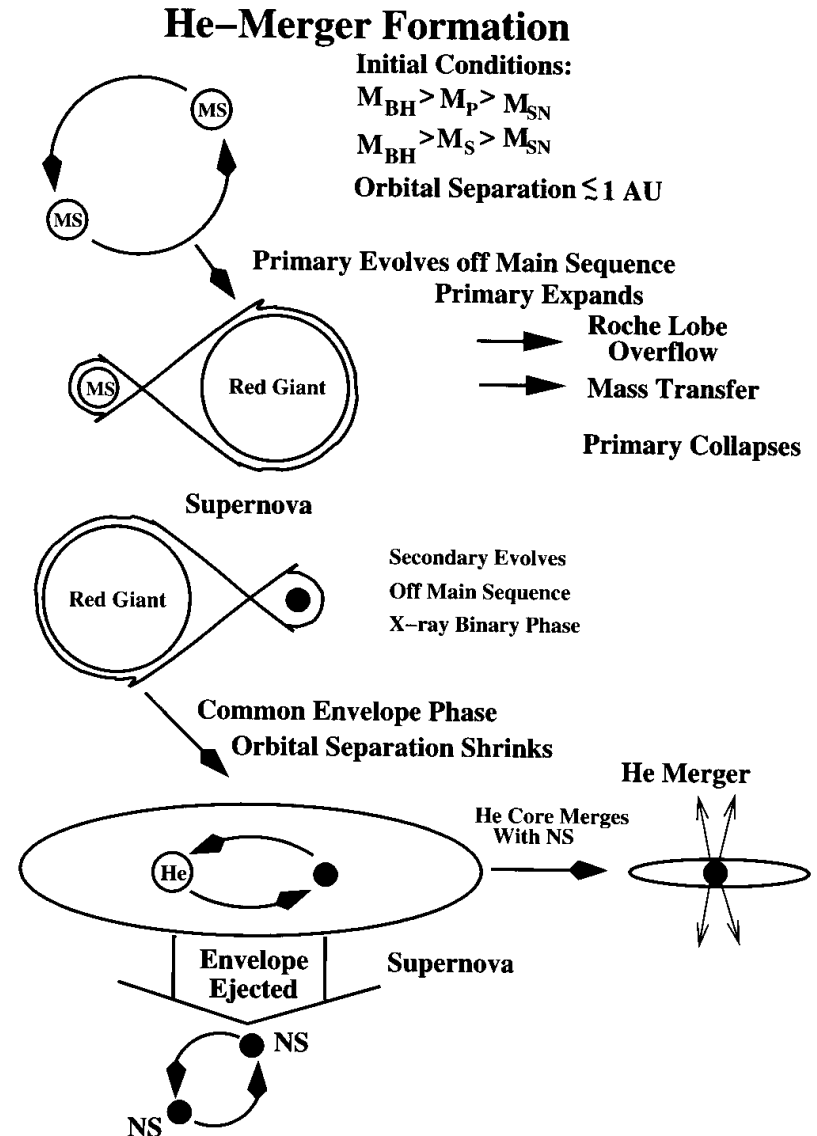 He–Merger Formation
Initial Conditions:
M_BH > M_P > M_SN
M_BH > M_S > M_SN
Orbital Separation ≲ 1 AU
MS
MS
Primary Evolves off Main Sequence
Primary Expands
Roche Lobe
Overflow
MS
Red Giant
Mass Transfer
Primary Collapses
Supernova
Secondary Evolves
Off Main Sequence
X–ray Binary Phase
Red Giant
Common Envelope Phase
Orbital Separation Shrinks
He Merger
He Core Merges
With NS
He
Envelope
Ejected
Supernova
NS
NS